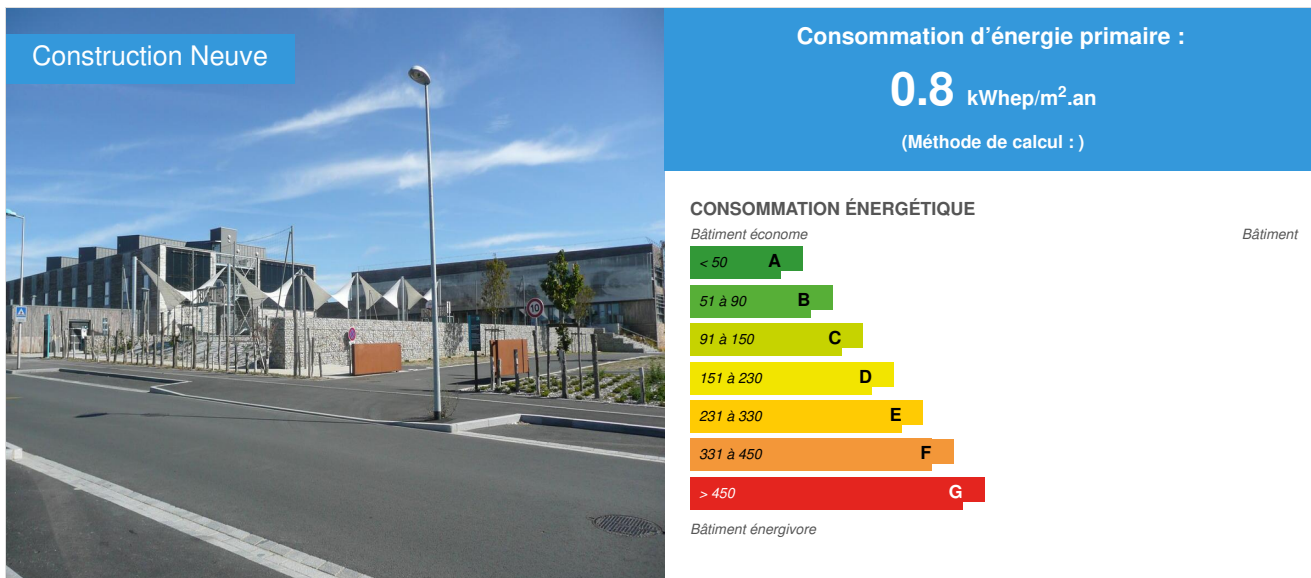 Construction Neuve
10
Consommation d'énergie primaire :
0.8 kWhep/m².an
(Méthode de calcul : )
CONSOMMATION ÉNERGÉTIQUE
Bâtiment économe
Bâtiment
< 50 A
51 à 90 B
91 à 150 C
151 à 230 D
231 à 330 E
331 à 450 F
> 450 G
Bâtiment énergivore